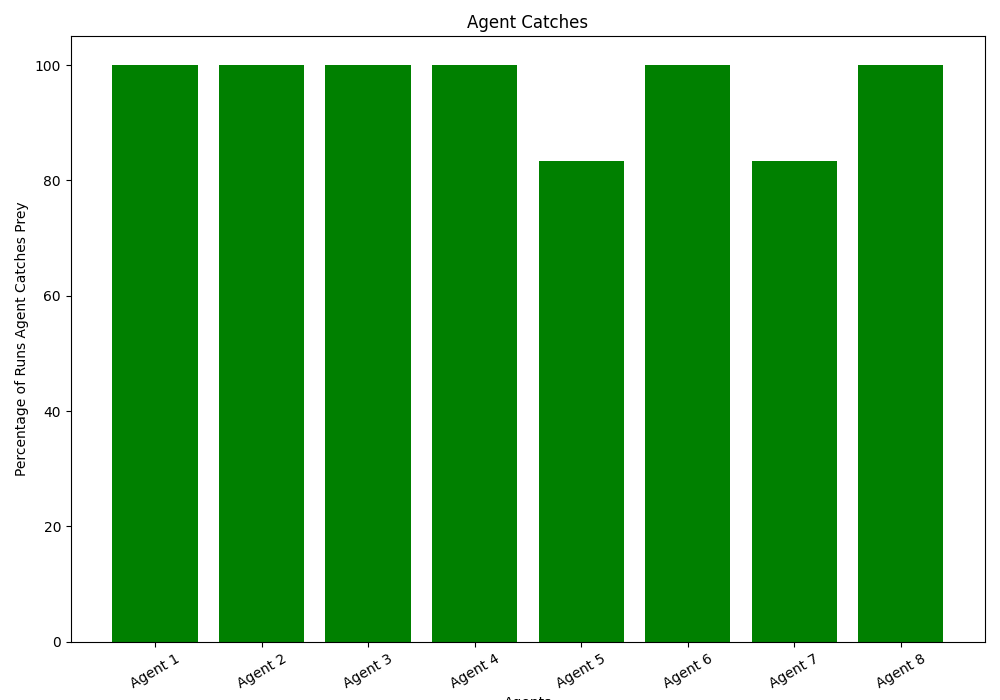 Agent Catches
Percentage of Runs Agent Catches Prey
100
80
60
40
20
0
Agent 1
Agent 2
Agent 3
Agent 4
Agent 5
Agent 6
Agent 7
Agent 8
Agents